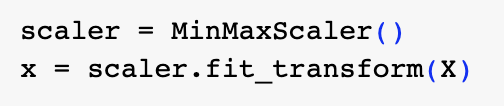 scaler = MinMaxScaler()
x = scaler.fit_transform(X)